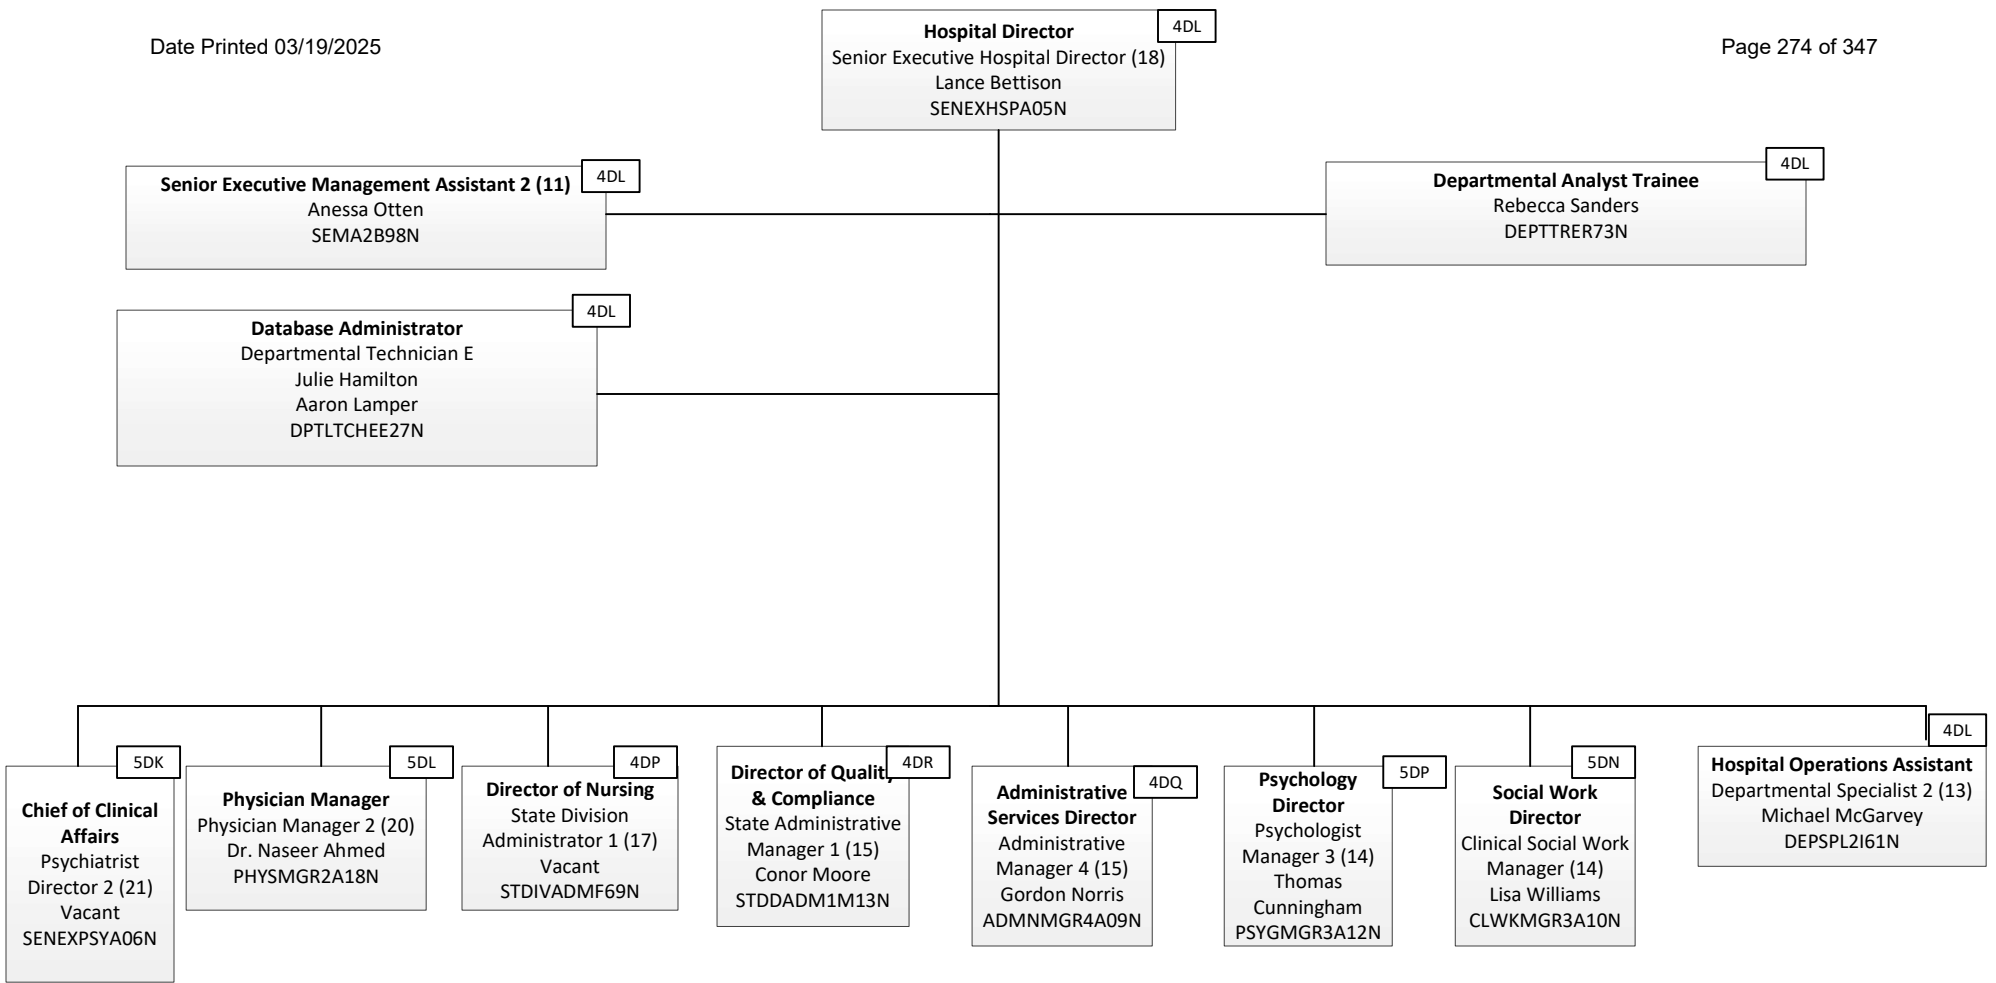 Date Printed 03/19/2025
Page 274 of 347
4DL
Hospital Director
Senior Executive Hospital Director (18)
Lance Bettison
SENEXHSPA05N
4DL
Senior Executive Management Assistant 2 (11)
Anessa Otten
SEMA2B98N
4DL
Departmental Analyst Trainee
Rebecca Sanders
DEPTTRER73N
4DL
Database Administrator
Departmental Technician E
Julie Hamilton
Aaron Lamper
DPTLTCHEE27N
5DK
Chief of Clinical
Affairs
Psychiatrist
Director 2 (21)
Vacant
SENEXPSYA06N
5DL
Physician Manager
Physician Manager 2 (20)
Dr. Naseer Ahmed
PHYSMGR2A18N
4DP
Director of Nursing
State Division
Administrator 1 (17)
Vacant
STDIVADMF69N
4DR
Director of Quality
& Compliance
State Administrative
Manager 1 (15)
Conor Moore
STDDADM1M13N
4DQ
Administrative
Services Director
Administrative
Manager 4 (15)
Gordon Norris
ADMNMGR4A09N
5DP
Psychology
Director
Psychologist
Manager 3 (14)
Thomas
Cunningham
PSYGMGR3A12N
5DN
Social Work
Director
Clinical Social Work
Manager (14)
Lisa Williams
CLWKMGR3A10N
4DL
Hospital Operations Assistant
Departmental Specialist 2 (13)
Michael McGarvey
DEPSPL2I61N